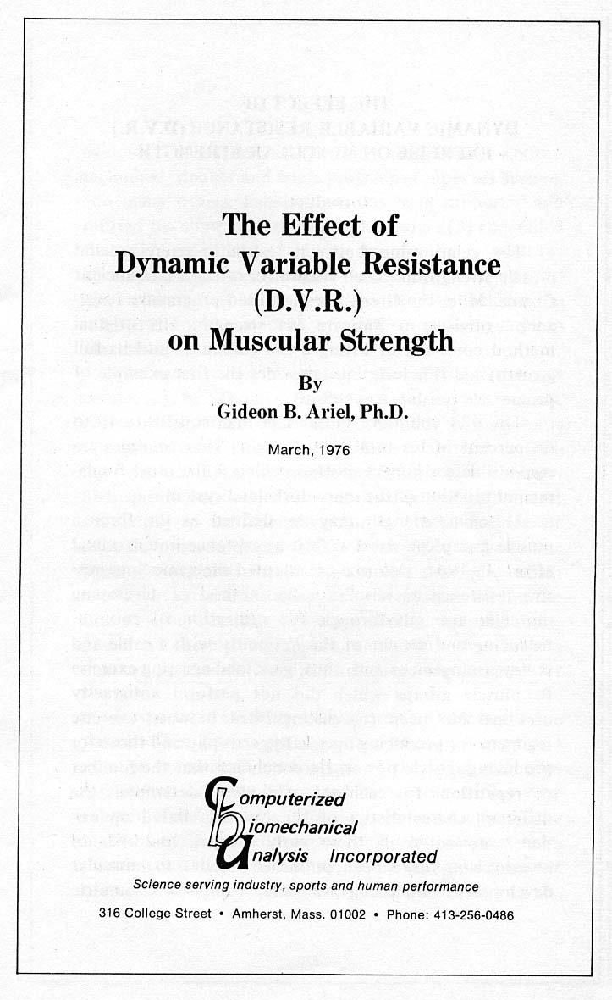 The Effect of
Dynamic Variable Resistance
(D.V.R.)
on Muscular Strength
By
Gideon B. Ariel, Ph.D.
March, 1976
Computerized
Biomechanical
Analysis Incorporated
Science serving industry, sports and human performance
316 College Street • Amherst, Mass. 01002 • Phone: 413-256-0486